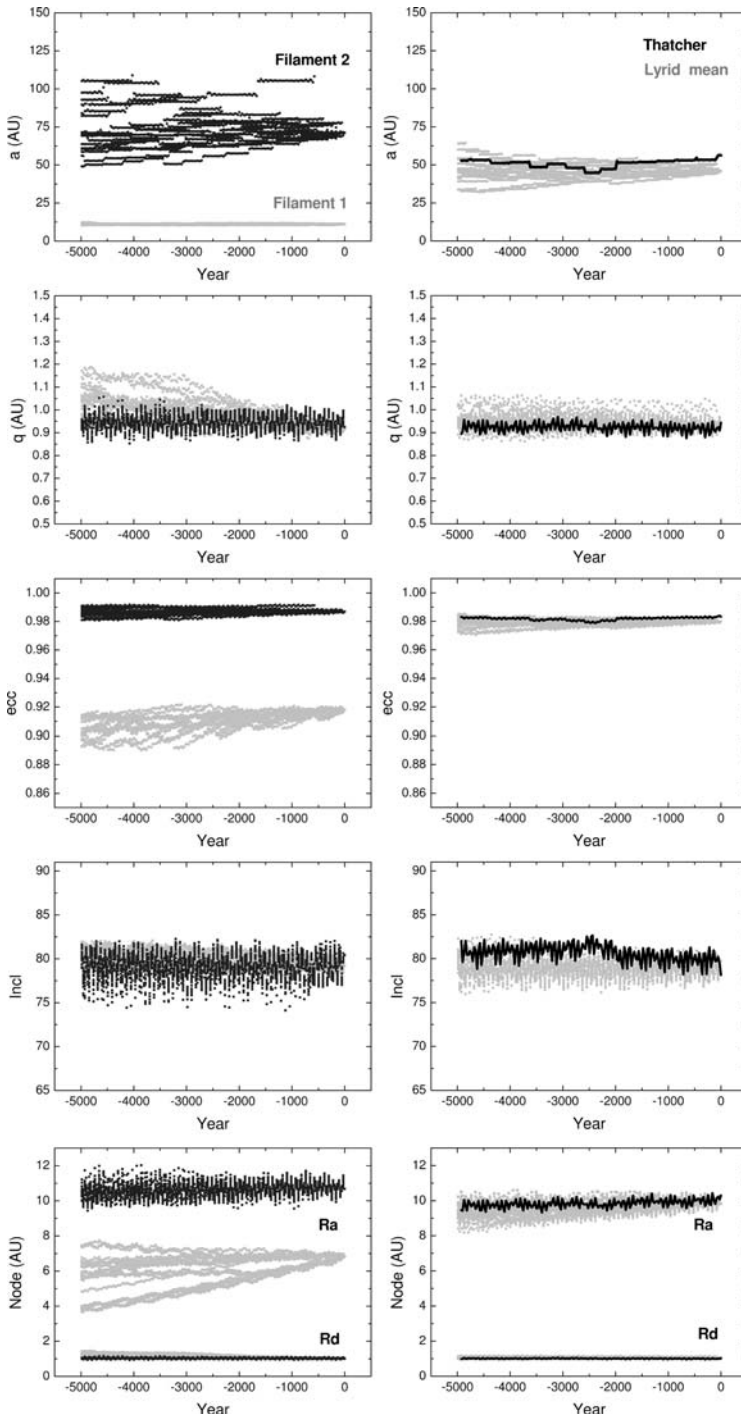 150
125
100
75
50
25
0
a (AU)
Filament 2
Filament 1
-5000 -4000 -3000 -2000 -1000 0
Year
150
125
100
75
50
25
0
a (AU)
Thatcher
Lyrid mean
-5000 -4000 -3000 -2000 -1000 0
Year
1.5
1.4
1.3
1.2
1.1
1.0
0.9
0.8
0.7
0.6
0.5
q (AU)
-5000 -4000 -3000 -2000 -1000 0
Year
1.5
1.4
1.3
1.2
1.1
1.0
0.9
0.8
0.7
0.6
0.5
q (AU)
-5000 -4000 -3000 -2000 -1000 0
Year
1.00
0.98
0.96
0.94
0.92
0.90
0.88
0.86
ecc
-5000 -4000 -3000 -2000 -1000 0
Year
1.00
0.98
0.96
0.94
0.92
0.90
0.88
0.86
ecc
-5000 -4000 -3000 -2000 -1000 0
Year
90
85
80
75
70
65
Incl
-5000 -4000 -3000 -2000 -1000 0
Year
90
85
80
75
70
65
Incl
-5000 -4000 -3000 -2000 -1000 0
Year
12
10
8
6
4
2
0
Node (AU)
Ra
Rd
-5000 -4000 -3000 -2000 -1000 0
Year
12
10
8
6
4
2
0
Node (AU)
Ra
Rd
-5000 -4000 -3000 -2000 -1000 0
Year